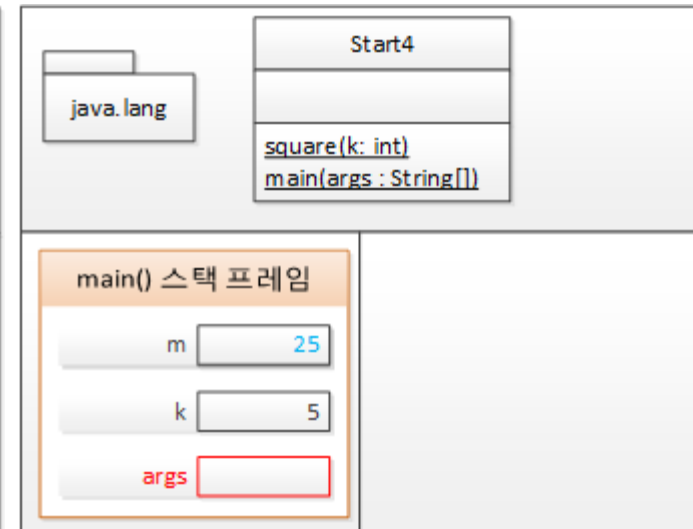 java.lang
Start4
square(k: int)
main(args : String[])
main() 스택 프레임
m 25
k 5
args